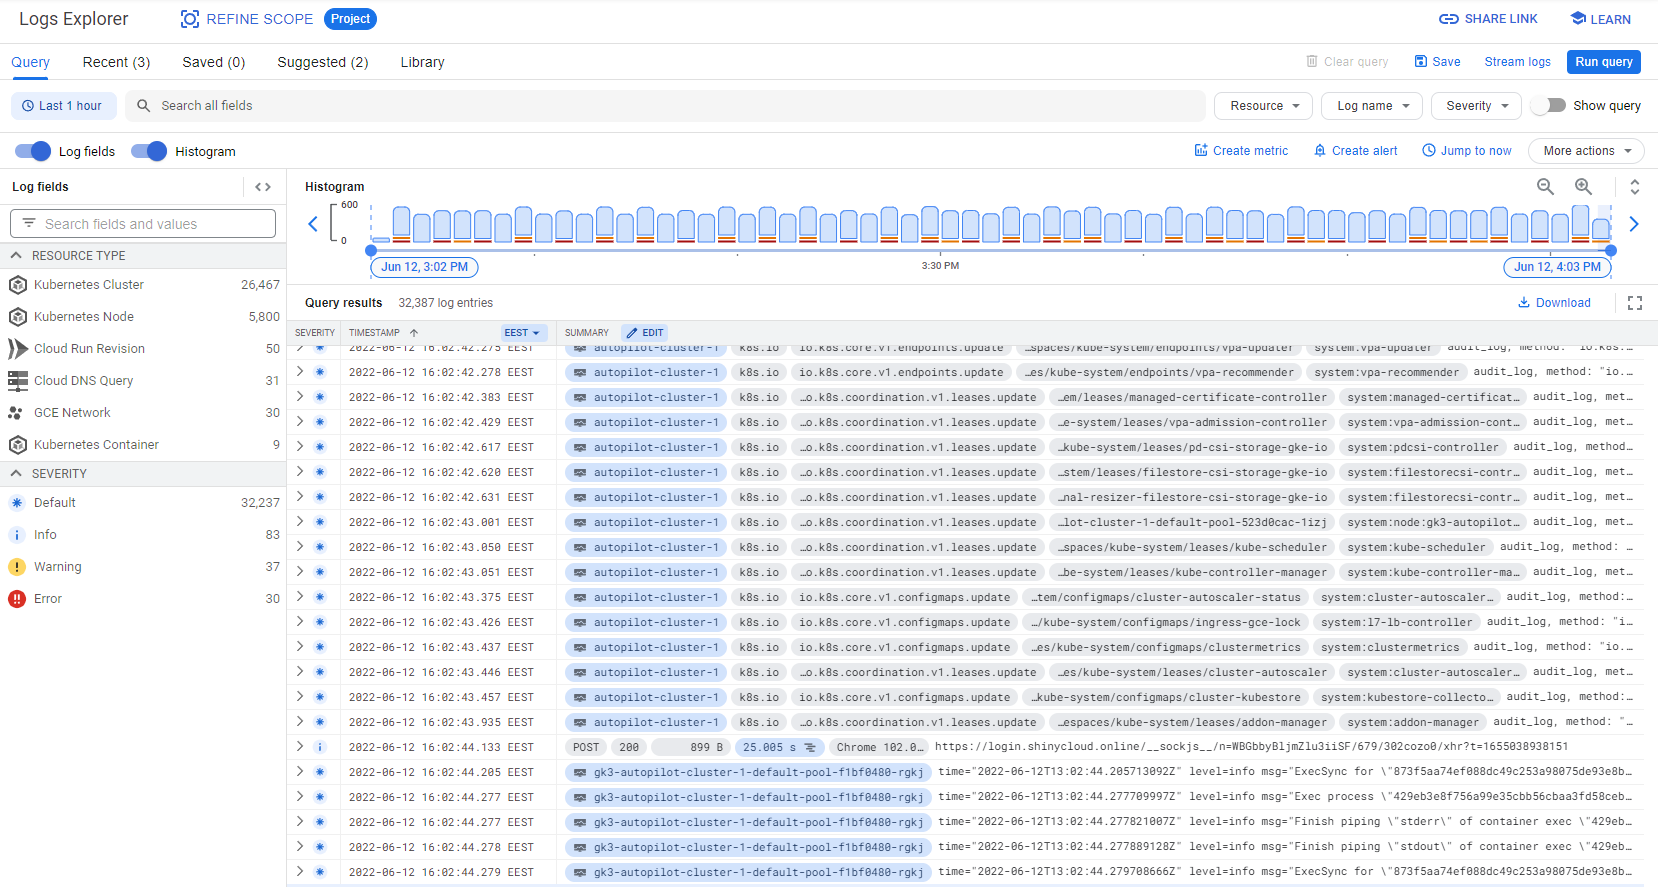 Logs Explorer REFINE SCOPE Project SHARE LINK LEARN
Query Recent (3) Saved (0) Suggested (2) Library Clear query Save Stream logs Run query
Last 1 hour Search all fields Resource Log name Severity Show query
Log fields Histogram Create metric Create alert Jump to now More actions
Log fields
Search fields and values
RESOURCE TYPE
Kubernetes Cluster 26,467
Kubernetes Node 5,800
Cloud Run Revision 50
Cloud DNS Query 31
GCE Network 30
Kubernetes Container 9
SEVERITY
Default 32,237
Info 83
Warning 37
Error 30
Histogram
600
0
Jun 12, 3:02 PM 3:30 PM Jun 12, 4:03 PM
Query results 32,387 log entries Download
SEVERITY TIMESTAMP EEST SUMMARY EDIT
2022-06-12 16:02:42.275 EEST autopilot-cluster-1 k8s.io io.k8s.core.v1.endpoints.update …spaces/kube-system/endpoints/vpa-updater system:vpa-updater audit_log, method: "io.k8s.…
2022-06-12 16:02:42.278 EEST autopilot-cluster-1 k8s.io io.k8s.core.v1.endpoints.update …es/kube-system/endpoints/vpa-recommender system:vpa-recommender audit_log, method: "io.…
2022-06-12 16:02:42.383 EEST autopilot-cluster-1 k8s.io …o.k8s.coordination.v1.leases.update …em/leases/managed-certificate-controller system:managed-certificat… audit_log, met…
2022-06-12 16:02:42.429 EEST autopilot-cluster-1 k8s.io …o.k8s.coordination.v1.leases.update …e-system/leases/vpa-admission-controller system:vpa-admission-cont… audit_log, met…
2022-06-12 16:02:42.617 EEST autopilot-cluster-1 k8s.io …o.k8s.coordination.v1.leases.update …kube-system/leases/pd-csi-storage-gke-io system:pdcsi-controller audit_log, method…
2022-06-12 16:02:42.620 EEST autopilot-cluster-1 k8s.io …o.k8s.coordination.v1.leases.update …stem/leases/filestore-csi-storage-gke-io system:filestorecsi-contr… audit_log, met…
2022-06-12 16:02:42.631 EEST autopilot-cluster-1 k8s.io …o.k8s.coordination.v1.leases.update …nal-resizer-filestore-csi-storage-gke-io system:filestorecsi-contr… audit_log, met…
2022-06-12 16:02:43.001 EEST autopilot-cluster-1 k8s.io …o.k8s.coordination.v1.leases.update …lot-cluster-1-default-pool-523d0cac-1izj system:node:gk3-autopilot… audit_log, met…
2022-06-12 16:02:43.050 EEST autopilot-cluster-1 k8s.io …o.k8s.coordination.v1.leases.update …spaces/kube-system/leases/kube-scheduler system:kube-scheduler audit_log, method: …
2022-06-12 16:02:43.051 EEST autopilot-cluster-1 k8s.io …o.k8s.coordination.v1.leases.update …be-system/leases/kube-controller-manager system:kube-controller-ma… audit_log, met…
2022-06-12 16:02:43.375 EEST autopilot-cluster-1 k8s.io io.k8s.core.v1.configmaps.update …tem/configmaps/cluster-autoscaler-status system:cluster-autoscaler… audit_log, method:…
2022-06-12 16:02:43.426 EEST autopilot-cluster-1 k8s.io io.k8s.core.v1.configmaps.update …/kube-system/configmaps/ingress-gce-lock system:l7-lb-controller audit_log, method: "i…
2022-06-12 16:02:43.437 EEST autopilot-cluster-1 k8s.io io.k8s.core.v1.configmaps.update …es/kube-system/configmaps/clustermetrics system:clustermetrics audit_log, method: "io.…
2022-06-12 16:02:43.446 EEST autopilot-cluster-1 k8s.io …o.k8s.coordination.v1.leases.update …es/kube-system/leases/cluster-autoscaler system:cluster-autoscaler… audit_log, met…
2022-06-12 16:02:43.457 EEST autopilot-cluster-1 k8s.io io.k8s.core.v1.configmaps.update …kube-system/configmaps/cluster-kubestore system:kubestore-collecto… audit_log, method:…
2022-06-12 16:02:43.935 EEST autopilot-cluster-1 k8s.io …o.k8s.coordination.v1.leases.update …espaces/kube-system/leases/addon-manager system:addon-manager audit_log, method: "…
2022-06-12 16:02:44.133 EEST POST 200 899 B 25.005 s Chrome 102.0… https://login.shinycloud.online/__sockjs__/n=WBGbbyBljmZlu3iiSF/679/302cozo0/xhr?t=1655038938151
2022-06-12 16:02:44.205 EEST gk3-autopilot-cluster-1-default-pool-f1bf0480-rgkj time="2022-06-12T13:02:44.205713092Z" level=info msg="ExecSync for \"873f5aa74ef088dc49c253a98075de93e8b…
2022-06-12 16:02:44.277 EEST gk3-autopilot-cluster-1-default-pool-f1bf0480-rgkj time="2022-06-12T13:02:44.277709997Z" level=info msg="Exec process \"429eb3e8f756a99e35cbb56cbaa3fd58ceb…
2022-06-12 16:02:44.277 EEST gk3-autopilot-cluster-1-default-pool-f1bf0480-rgkj time="2022-06-12T13:02:44.277821007Z" level=info msg="Finish piping \"stderr\" of container exec \"429eb…
2022-06-12 16:02:44.278 EEST gk3-autopilot-cluster-1-default-pool-f1bf0480-rgkj time="2022-06-12T13:02:44.277889128Z" level=info msg="Finish piping \"stdout\" of container exec \"429eb…
2022-06-12 16:02:44.279 EEST gk3-autopilot-cluster-1-default-pool-f1bf0480-rgkj time="2022-06-12T13:02:44.279708666Z" level=info msg="ExecSync for \"873f5aa74ef088dc49c253a98075de93e8b…